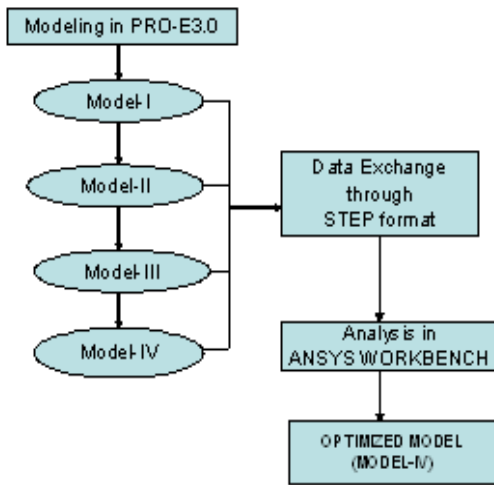 Modeling in PRO-E3.0
Model-I
Model-II
Model-III
Model-IV
Data Exchange
through
STEP format
Analysis in
ANSYS WORKBENCH
OPTIMIZED MODEL
(MODEL-IV)